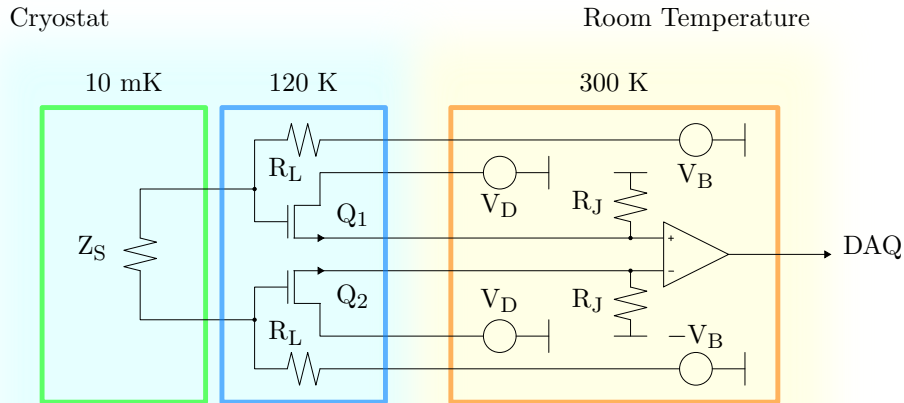 Cryostat
Room Temperature
10 mK
120 K
300 K
R_L
V_B
V_D
Q_1
R_J
+
Z_S
DAQ
−
Q_2
V_D
R_J
R_L
−V_B